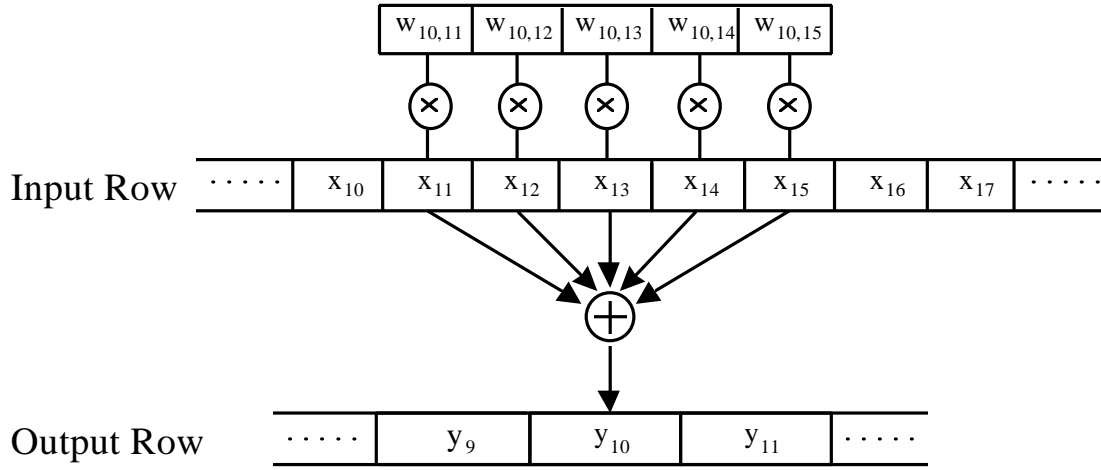 w₁₀,₁₁ w₁₀,₁₂ w₁₀,₁₃ w₁₀,₁₄ w₁₀,₁₅
× × × × ×
Input Row ····· x₁₀ x₁₁ x₁₂ x₁₃ x₁₄ x₁₅ x₁₆ x₁₇ ·····
+
Output Row ····· y₉ y₁₀ y₁₁ ·····